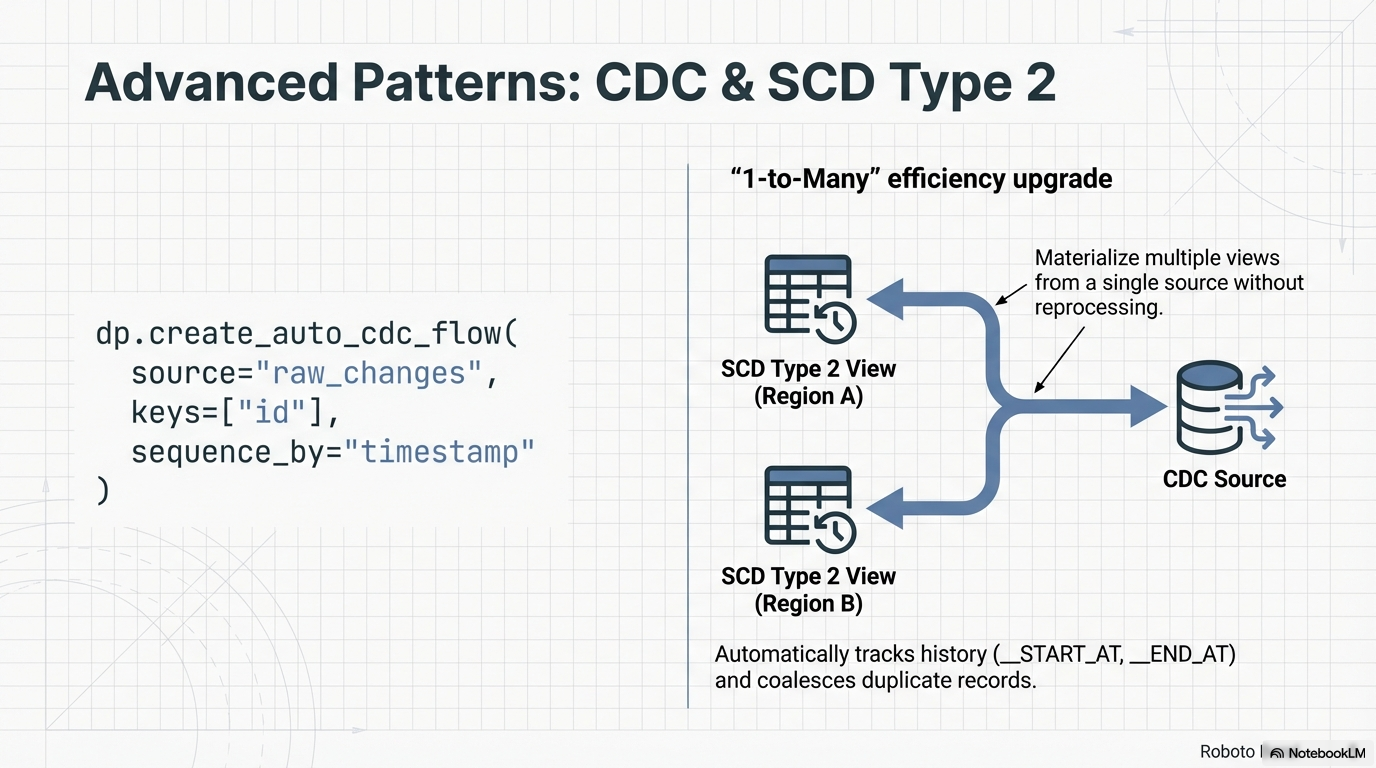 Advanced Patterns: CDC & SCD Type 2
dp.create_auto_cdc_flow(
  source="raw_changes",
  keys=["id"],
  sequence_by="timestamp"
)
“1-to-Many” efficiency upgrade
Materialize multiple views
from a single source without
reprocessing.
SCD Type 2 View
(Region A)
CDC Source
SCD Type 2 View
(Region B)
Automatically tracks history (__START_AT, __END_AT)
and coalesces duplicate records.
Roboto
NotebookLM